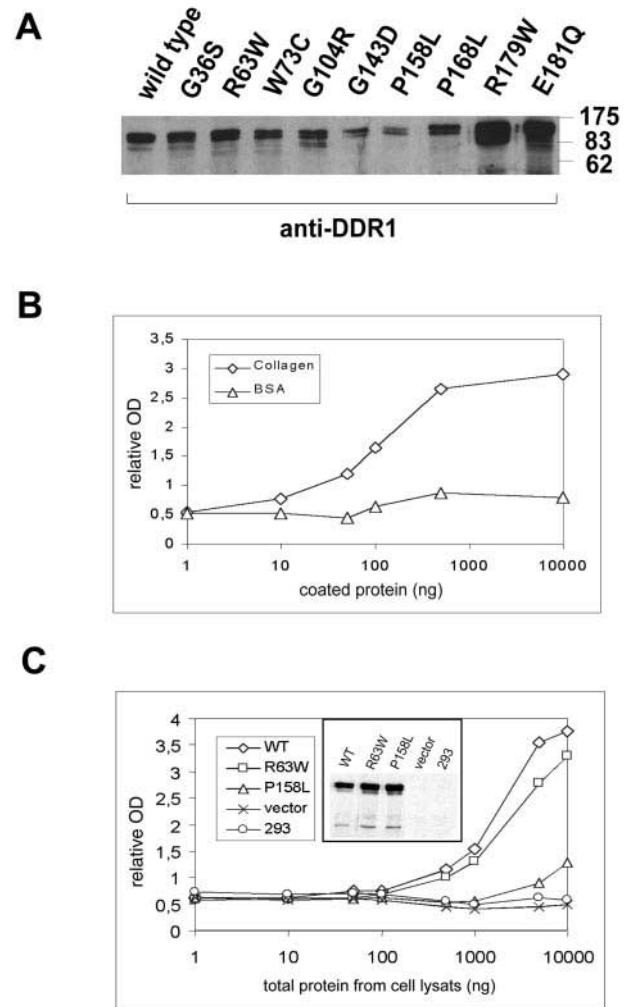 A
wild type
G36S
R63W
W73C
G104R
G143D
P158L
P168L
R179W
E181Q
175
83
62
anti-DDR1
B
3,5
3
2,5
2
1,5
1
0,5
0
relative OD
Collagen
BSA
1 10 100 1000 10000
coated protein (ng)
C
4
3,5
3
2,5
2
1,5
1
0,5
0
relative OD
WT
R63W
P158L
vector
293
WT
R63W
P158L
vector
293
1 10 100 1000 10000
total protein from cell lysats (ng)